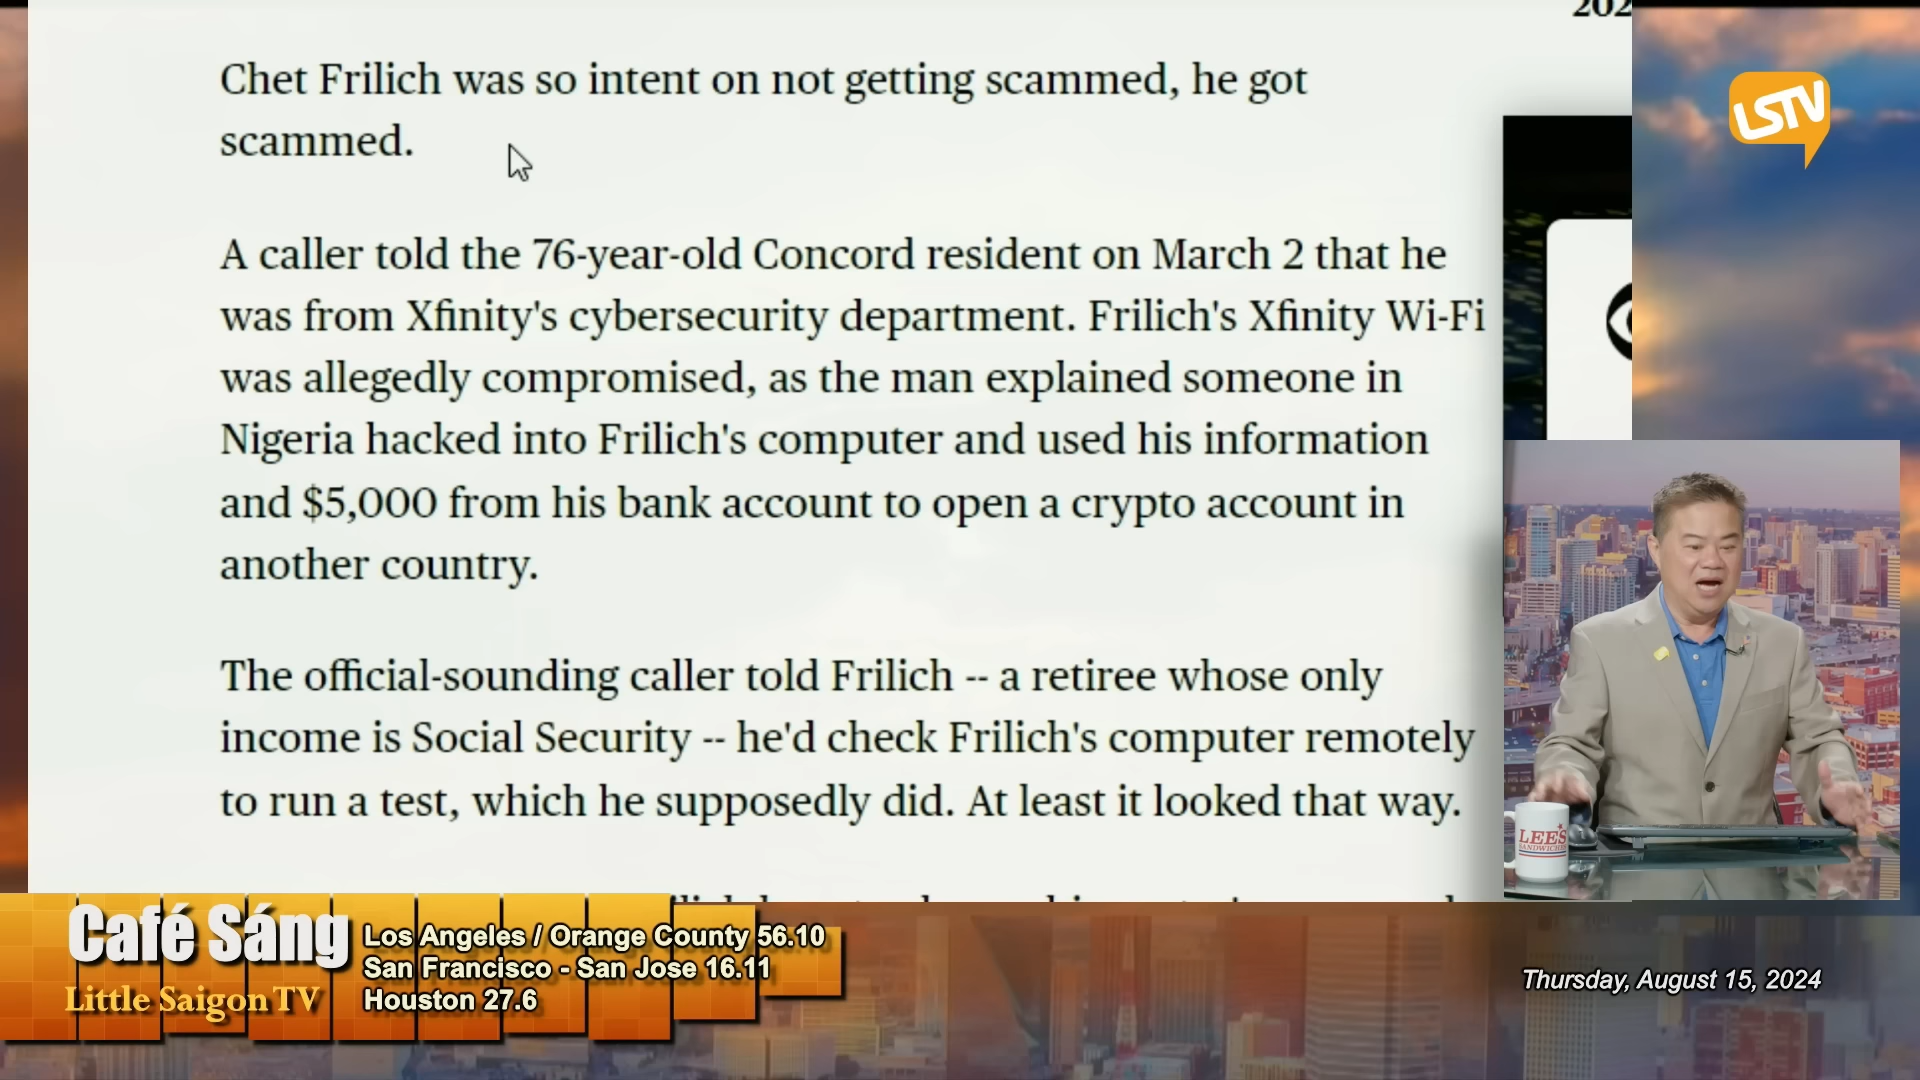 202
Chet Frilich was so intent on not getting scammed, he got
scammed.
LSTV
A caller told the 76-year-old Concord resident on March 2 that he
was from Xfinity's cybersecurity department. Frilich's Xfinity Wi-Fi
was allegedly compromised, as the man explained someone in
Nigeria hacked into Frilich's computer and used his information
and $5,000 from his bank account to open a crypto account in
another country.
The official-sounding caller told Frilich -- a retiree whose only
income is Social Security -- he'd check Frilich's computer remotely
to run a test, which he supposedly did. At least it looked that way.
LEE'S
SANDWICHES
Café Sáng
Little Saigon TV
Los Angeles / Orange County 56.10
San Francisco - San Jose 16.11
Houston 27.6
Thursday, August 15, 2024